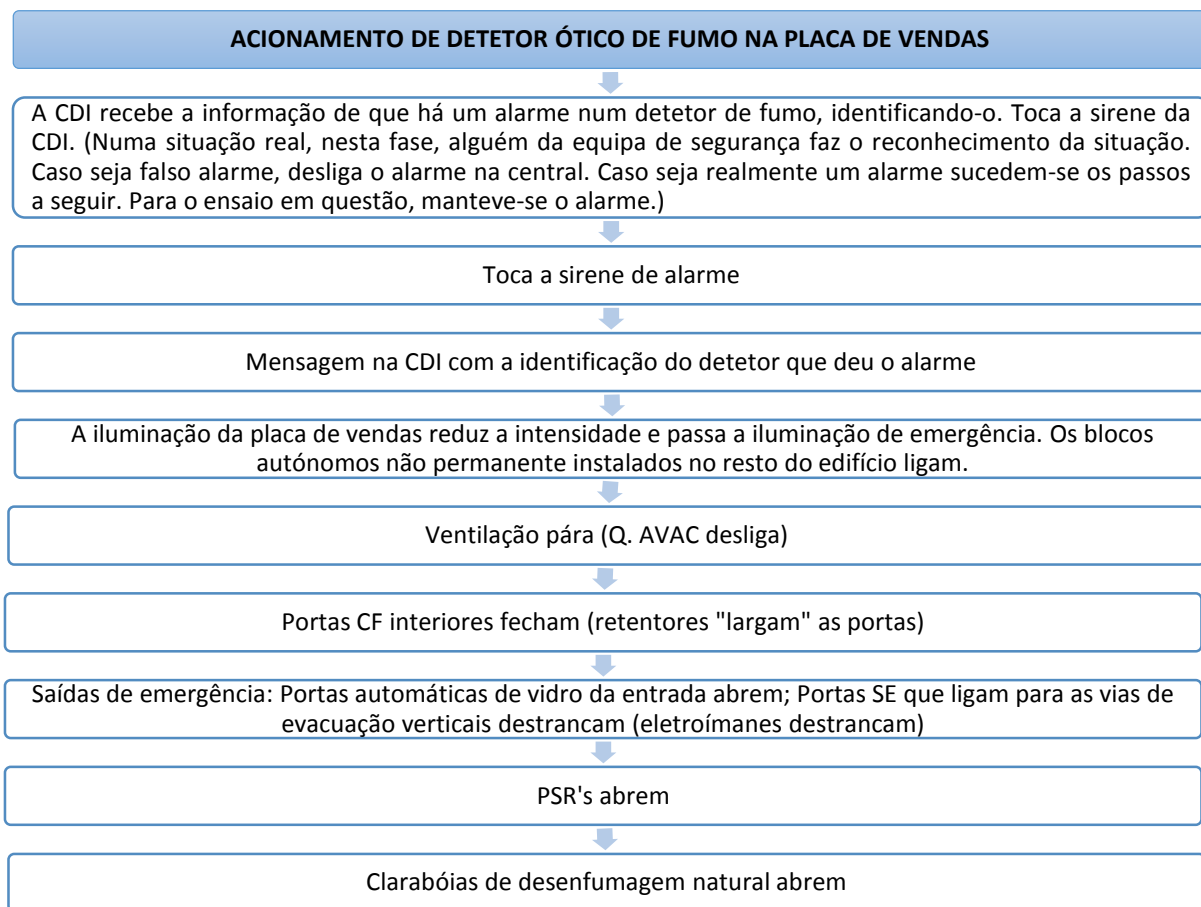 ACIONAMENTO DE DETETOR ÓTICO DE FUMO NA PLACA DE VENDAS
A CDI recebe a informação de que há um alarme num detetor de fumo, identificando-o. Toca a sirene da
CDI. (Numa situação real, nesta fase, alguém da equipa de segurança faz o reconhecimento da situação.
Caso seja falso alarme, desliga o alarme na central. Caso seja realmente um alarme sucedem-se os passos
a seguir. Para o ensaio em questão, manteve-se o alarme.)
Toca a sirene de alarme
Mensagem na CDI com a identificação do detetor que deu o alarme
A iluminação da placa de vendas reduz a intensidade e passa a iluminação de emergência. Os blocos
autónomos não permanente instalados no resto do edifício ligam.
Ventilação pára (Q. AVAC desliga)
Portas CF interiores fecham (retentores "largam" as portas)
Saídas de emergência: Portas automáticas de vidro da entrada abrem; Portas SE que ligam para as vias de
evacuação verticais destrancam (eletroímanes destrancam)
PSR's abrem
Clarabóias de desenfumagem natural abrem